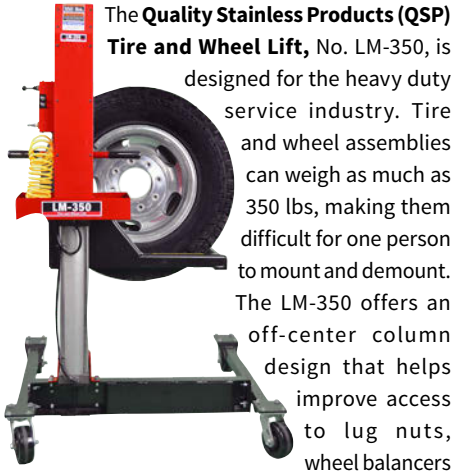 The Quality Stainless Products (QSP)
Tire and Wheel Lift, No. LM-350, is
designed for the heavy duty
service industry. Tire
and wheel assemblies
can weigh as much as
350 lbs, making them
difficult for one person
to mount and demount.
The LM-350 offers an
off-center column
design that helps
improve access
to lug nuts,
wheel balancers
LM-350